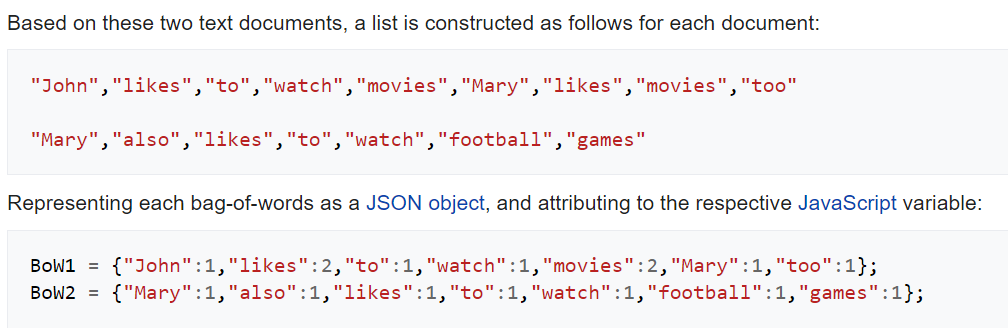 Based on these two text documents, a list is constructed as follows for each document:
"John","likes","to","watch","movies","Mary","likes","movies","too"
"Mary","also","likes","to","watch","football","games"
Representing each bag-of-words as a JSON object, and attributing to the respective JavaScript variable:
BoW1 = {"John":1,"likes":2,"to":1,"watch":1,"movies":2,"Mary":1,"too":1};
BoW2 = {"Mary":1,"also":1,"likes":1,"to":1,"watch":1,"football":1,"games":1};